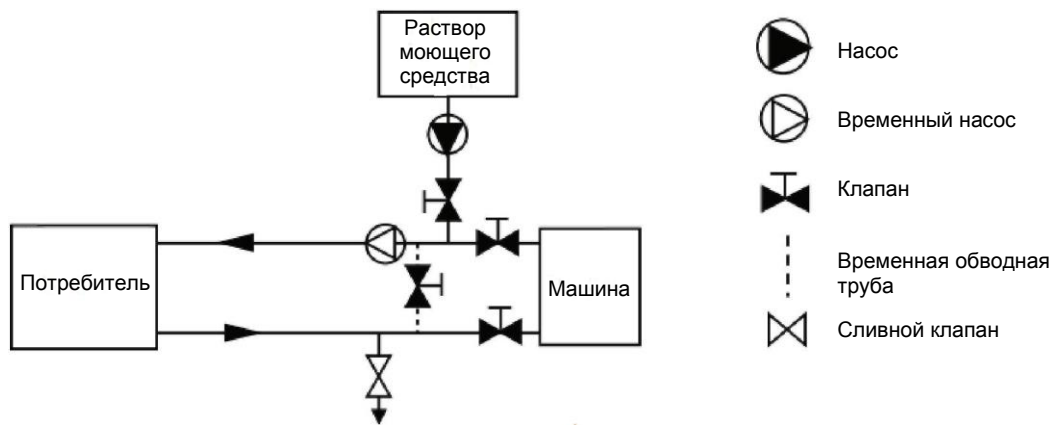 Раствор
моющего
средства
Потребитель
Машина
Насос
Временный насос
Клапан
Временная обводная
труба
Сливной клапан